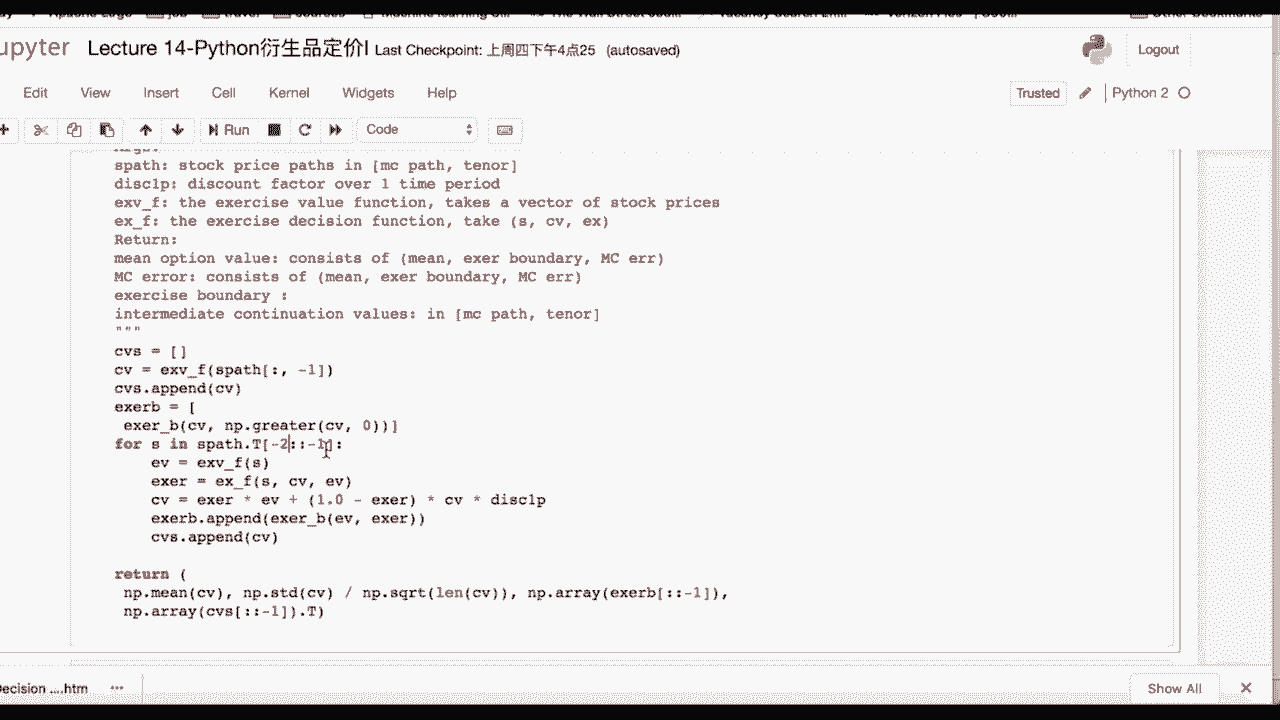 upyter Lecture 14-Python衍生品定价I Last Checkpoint: 上周四下午4点25 (autosaved) Logout
Edit View Insert Cell Kernel Widgets Help Trusted Python 2
Run Code
spath: stock price paths in [mc path, tenor]
disc1p: discount factor over 1 time period
exv_f: the exercise value function, takes a vector of stock prices
ex_f: the exercise decision function, take (s, cv, ex)
Return:
mean option value: consists of (mean, exer boundary, MC err)
MC error: consists of (mean, exer boundary, MC err)
exercise boundary :
intermediate continuation values: in [mc path, tenor]
"""
cvs = []
cv = exv_f(spath[:, -1])
cvs.append(cv)
exerb = [
exer_b(cv, np.greater(cv, 0))]
for s in spath.T[-2::-1]:
ev = exv_f(s)
exer = ex_f(s, cv, ev)
cv = exer * ev + (1.0 - exer) * cv * disc1p
exerb.append(exer_b(ev, exer))
cvs.append(cv)
return (
np.mean(cv), np.std(cv) / np.sqrt(len(cv)), np.array(exerb[::-1]),
np.array(cvs[::-1]).T)
Decision ....htm Show All